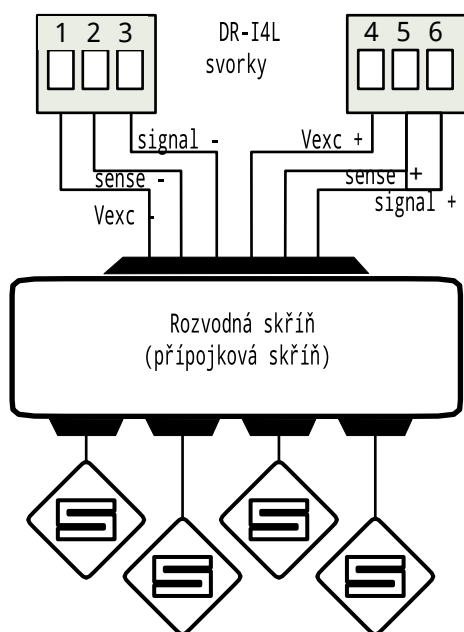 1 2 3
DR-I4L
svorky
4 5 6
signal -
Vexc +
sense -
sense +
Vexc -
signal +
Rozvodná skříň
(přípojková skříň)